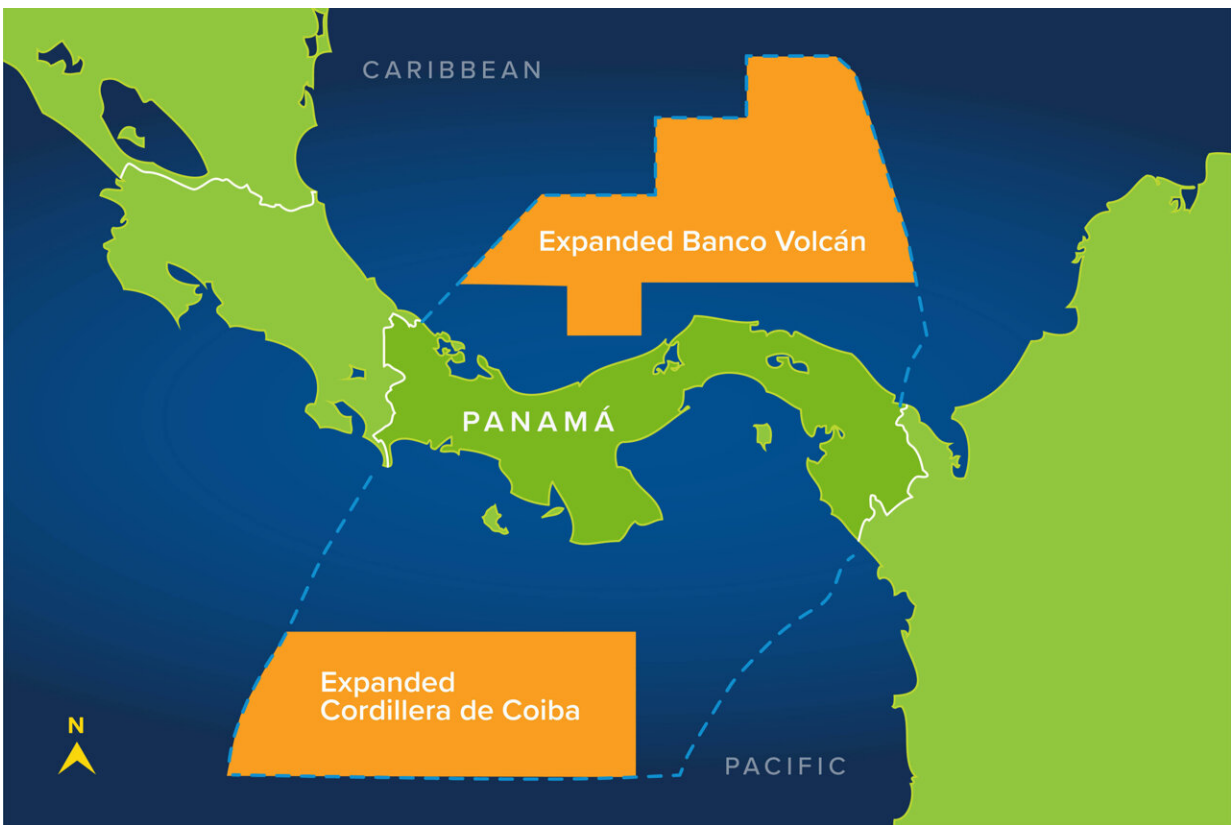 CARIBBEAN
Expanded Banco Volcán
PANAMÁ
Expanded
Cordillera de Coiba
N
PACIFIC